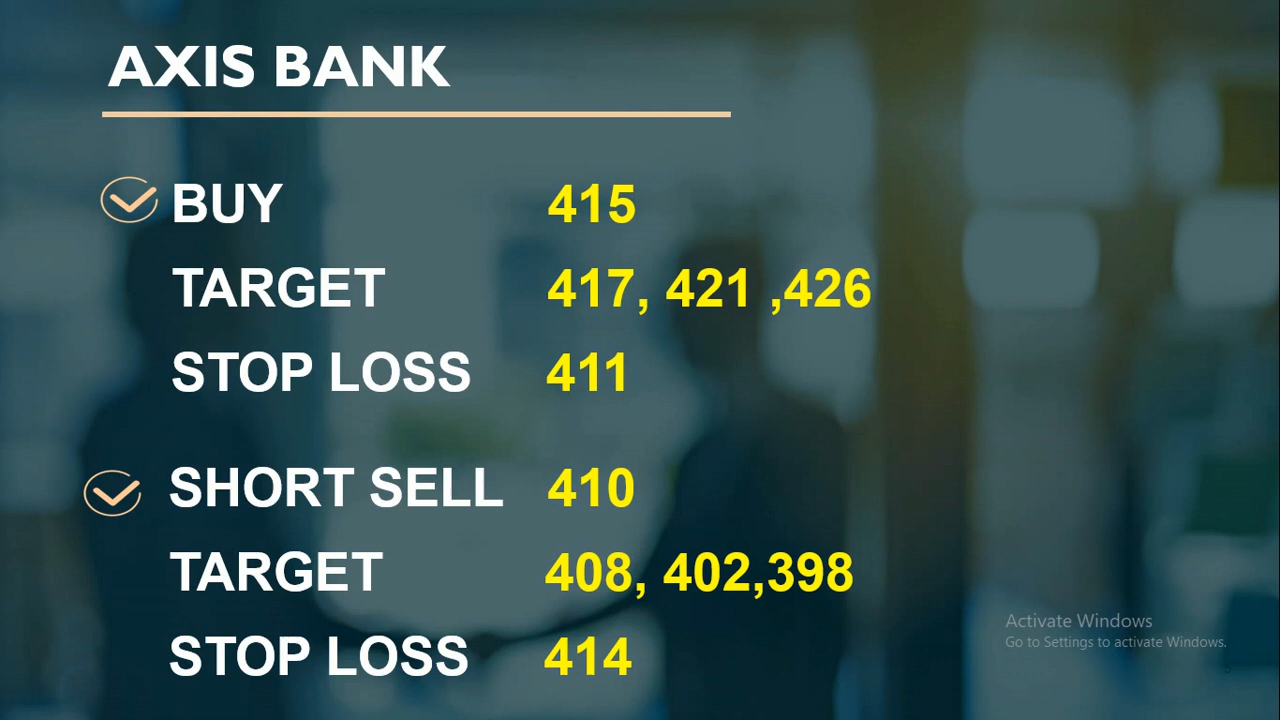 AXIS BANK
BUY 415
TARGET 417, 421 ,426
STOP LOSS 411
SHORT SELL 410
TARGET 408, 402,398
STOP LOSS 414
Activate Windows
Go to Settings to activate Windows.